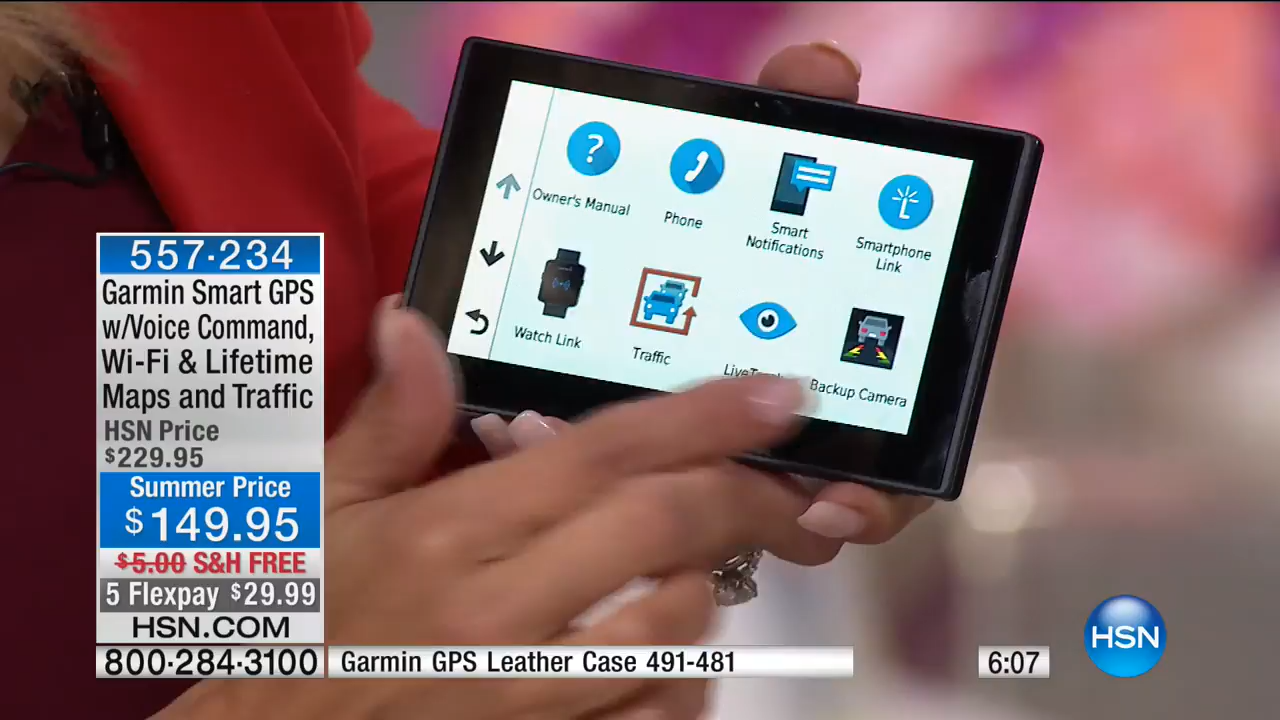 557-234
Garmin Smart GPS
w/Voice Command,
Wi-Fi & Lifetime
Maps and Traffic
HSN Price
$229.95
Summer Price
$149.95
$5.00 S&H FREE
5 Flexpay $29.99
HSN.COM
800·284·3100
Garmin GPS Leather Case 491-481
6:07
HSN
Owner's Manual
Phone
Smart
Notifications
Smartphone
Link
Watch Link
Traffic
Backup Camera